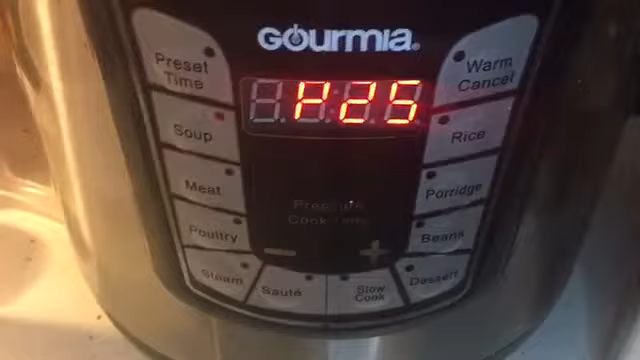 Gourmia®
Preset
Time
Warm
Cancel
P25
Soup
Rice
Meat
Porridge
Pressure
Cook Time
Poultry
Beans
Steam
Sauté
Slow
Cook
Dessert